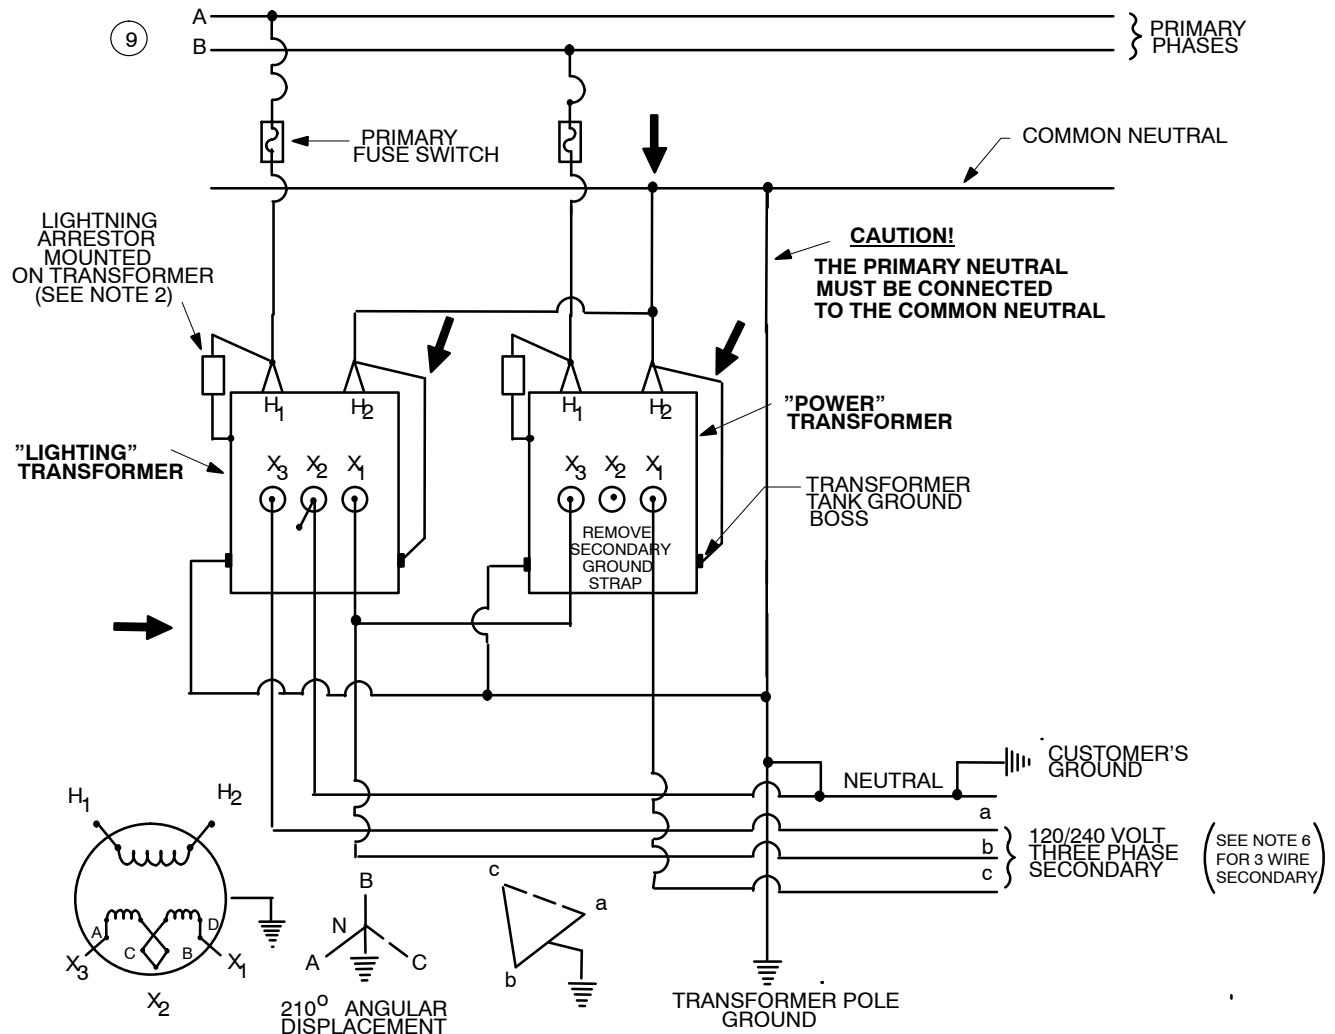 9
A
B
PRIMARY
PHASES
PRIMARY
FUSE SWITCH
COMMON NEUTRAL
LIGHTNING
ARRESTOR
MOUNTED
ON TRANSFORMER
(SEE NOTE 2)
CAUTION!
THE PRIMARY NEUTRAL
MUST BE CONNECTED
TO THE COMMON NEUTRAL
H1 H2
H1 H2
"POWER"
TRANSFORMER
"LIGHTING"
TRANSFORMER
X3 X2 X1
X3 X2 X1
TRANSFORMER
TANK GROUND
BOSS
REMOVE
SECONDARY
GROUND
STRAP
CUSTOMER'S
GROUND
NEUTRAL
a
b
c
120/240 VOLT
THREE PHASE
SECONDARY
(SEE NOTE 6
FOR 3 WIRE
SECONDARY)
H1 H2
A C B D
X3 X1
X2
B
N
A C
210° ANGULAR
DISPLACEMENT
c
a
b
TRANSFORMER POLE
GROUND